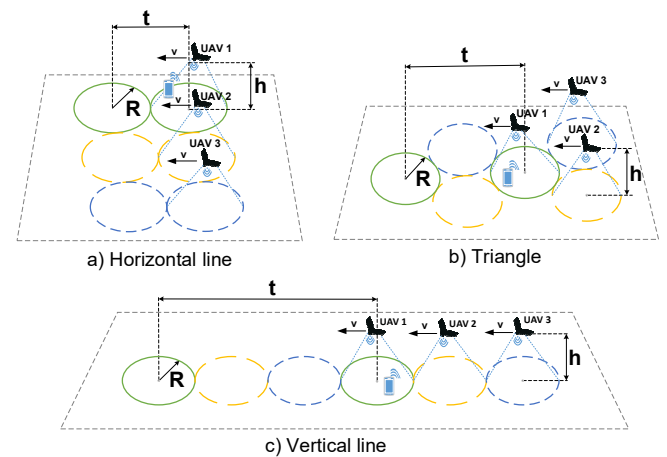 t
UAV 1
v
h
v
UAV 2
R
v
UAV 3
a) Horizontal line
t
UAV 3
v
UAV 1
v
UAV 2
v
R
h
b) Triangle
t
v
UAV 1
v
UAV 2
v
UAV 3
R
h
c) Vertical line